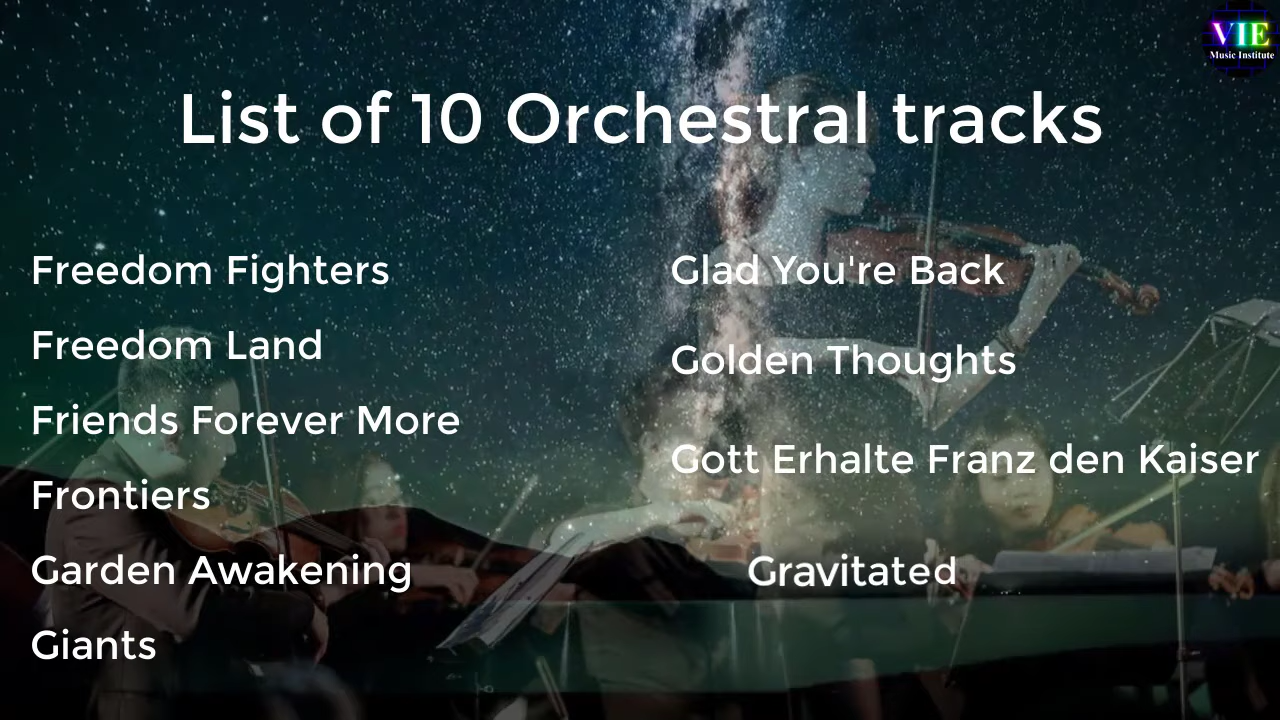 VIE
Music Institute
List of 10 Orchestral tracks
Freedom Fighters
Freedom Land
Friends Forever More
Frontiers
Garden Awakening
Giants
Glad You're Back
Golden Thoughts
Gott Erhalte Franz den Kaiser
Gravitated